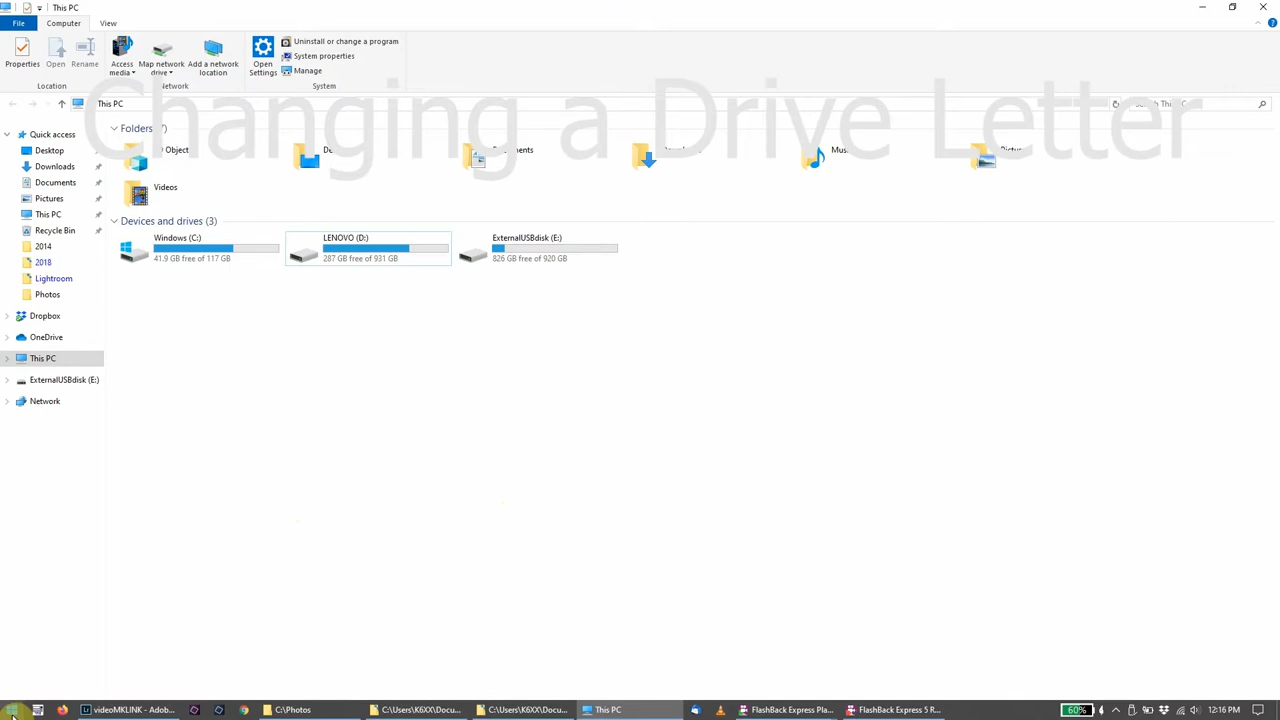 This PC
File
Computer
View
Properties
Open
Rename
Access media
Map network drive
Add a network location
Open Settings
Uninstall or change a program
System properties
Manage
Location
Network
System
Changing a Drive Letter
This PC
Quick access
Desktop
Downloads
Documents
Pictures
This PC
Recycle Bin
2014
2018
Lightroom
Photos
Dropbox
OneDrive
This PC
ExternalUSBdisk (E:)
Network
Videos
Devices and drives (3)
Windows (C:)
41.9 GB free of 117 GB
LENOVO (D:)
287 GB free of 931 GB
ExternalUSBdisk (E:)
826 GB free of 920 GB
videoMKLINK - Adob...
C:\Photos
C:\Users\K6XX\Docu...
C:\Users\K6XX\Docu...
This PC
FlashBack Express Pla...
FlashBack Express 5 R...
60%
12:16 PM